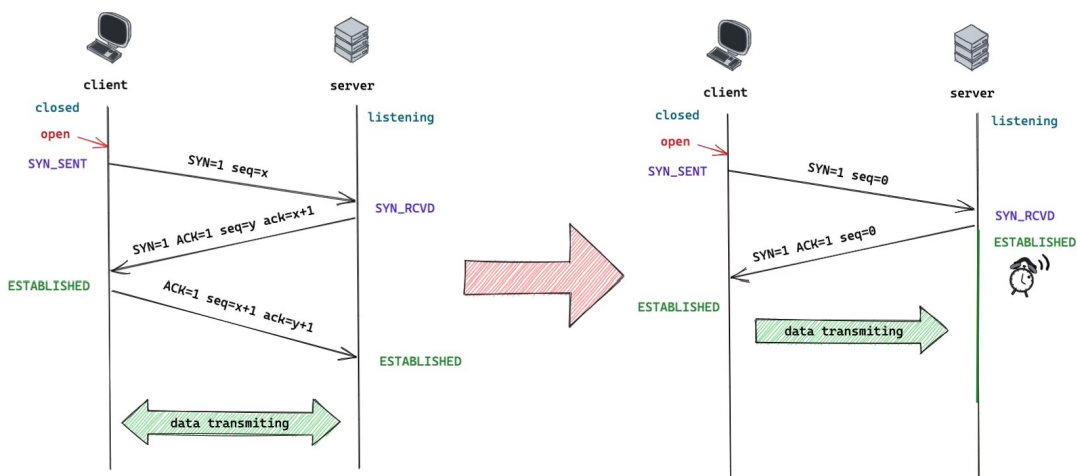 client
server
closed
listening
open
SYN_SENT
SYN=1 seq=x
SYN_RCVD
SYN=1 ACK=1 seq=y ack=x+1
ESTABLISHED
ACK=1 seq=x+1 ack=y+1
ESTABLISHED
data transmiting
client
server
closed
listening
open
SYN_SENT
SYN=1 seq=0
SYN_RCVD
ESTABLISHED
SYN=1 ACK=1 seq=0
ESTABLISHED
data transmiting